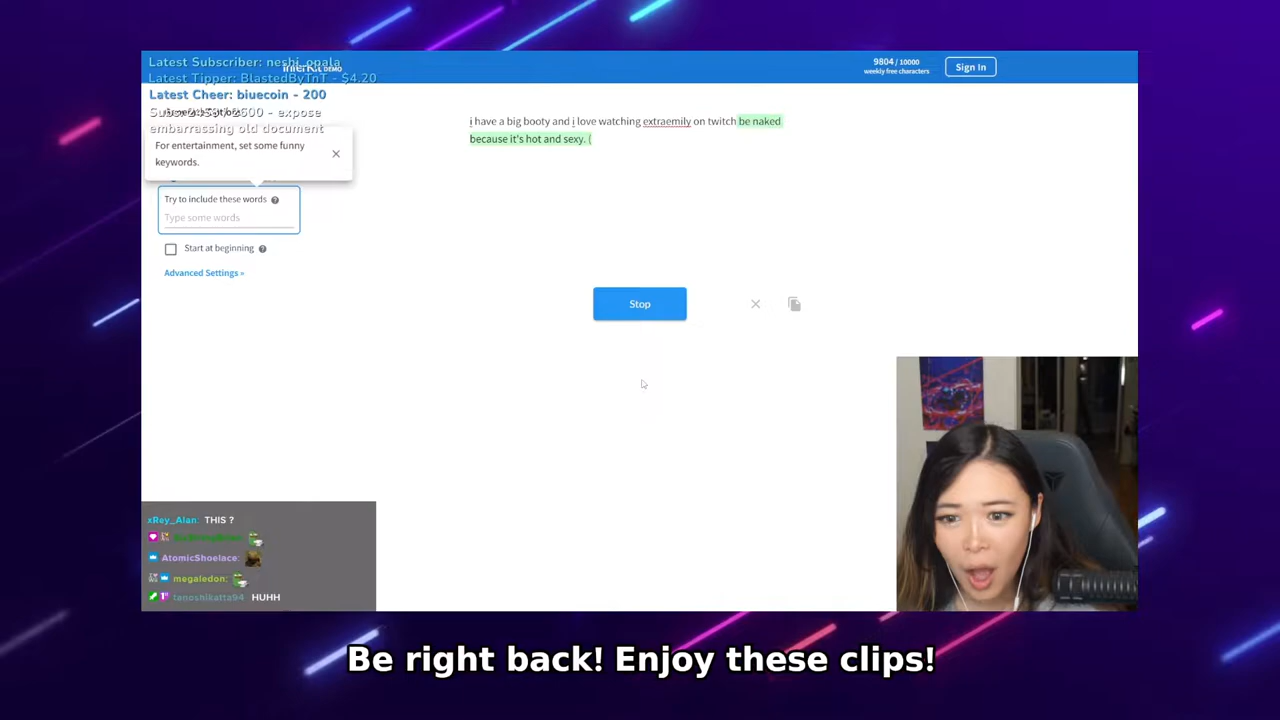 Latest Subscriber: neshi_opala
Latest Tipper: BlastedByTnT - $4.20
Latest Cheer: biuecoin - 200
600 - expose
embarrassing old document
DEMO
9804 / 10000
weekly free characters
Sign In
For entertainment, set some funny
keywords.
Try to include these words
Type some words
Start at beginning
Advanced Settings »
i have a big booty and i love watching extraemily on twitch be naked
because it's hot and sexy. (
Stop
xRey_Alan: THIS ?
AtomicShoelace:
megaledon:
tanoshikatta94 HUHH
Be right back! Enjoy these clips!